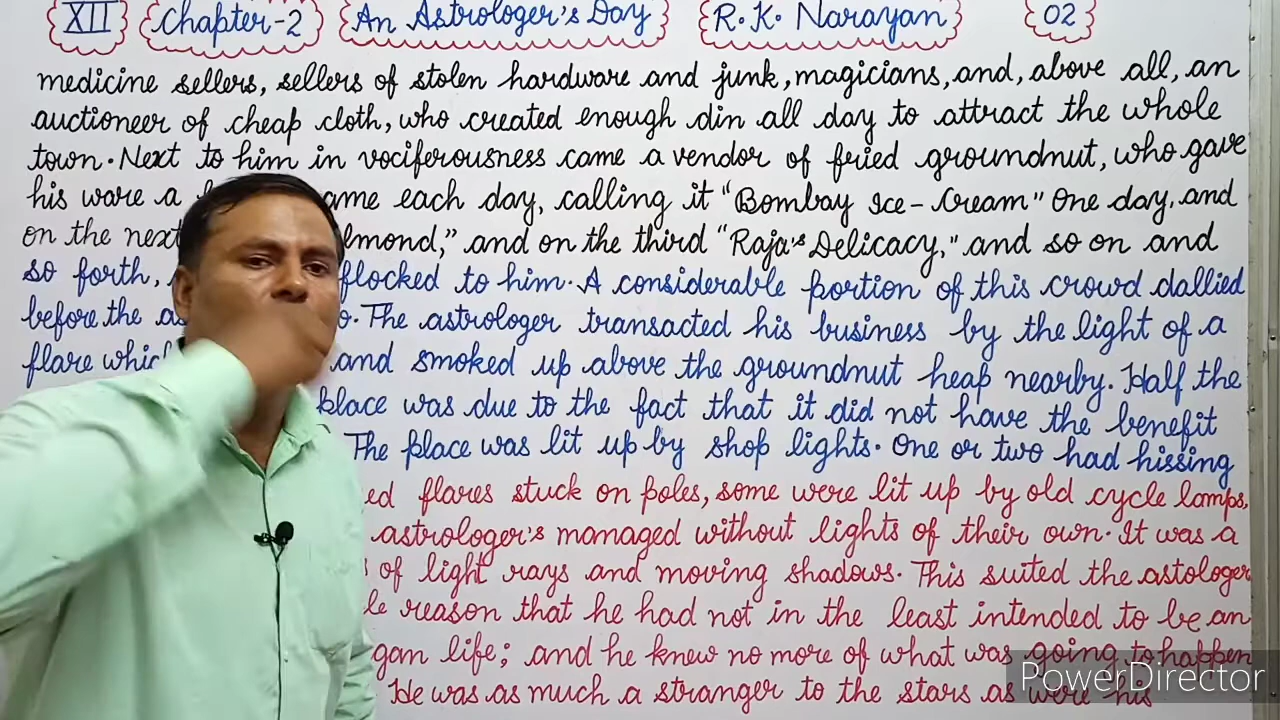 XII Chapter-2 An Astrologer's Day R. K. Narayan 02
medicine sellers, sellers of stolen hardware and junk, magicians, and, above all, an
auctioneer of cheap cloth, who created enough din all day to attract the whole
town. Next to him in vociferousness came a vendor of fried groundnut, who gave
his ware a each day, calling it "Bombay Ice-Cream" One day, and
on the next and on the third "Raja's Delicacy," and so on and
so forth, flocked to him. A considerable portion of this crowd dallied
before the The astrologer transacted his business by the light of a
flare and smoked up above the groundnut heap nearby. Half the
place was due to the fact that it did not have the benefit
The place was lit up by shop lights. One or two had hissing
flares stuck on poles, some were lit up by old cycle lamps,
astrologer's managed without lights of their own. It was a
of light rays and moving shadows. This suited the astologer
reason that he had not in the least intended to be an
life; and he knew no more of what was going to happen
He was as much a stranger to the stars as were his
PowerDirector